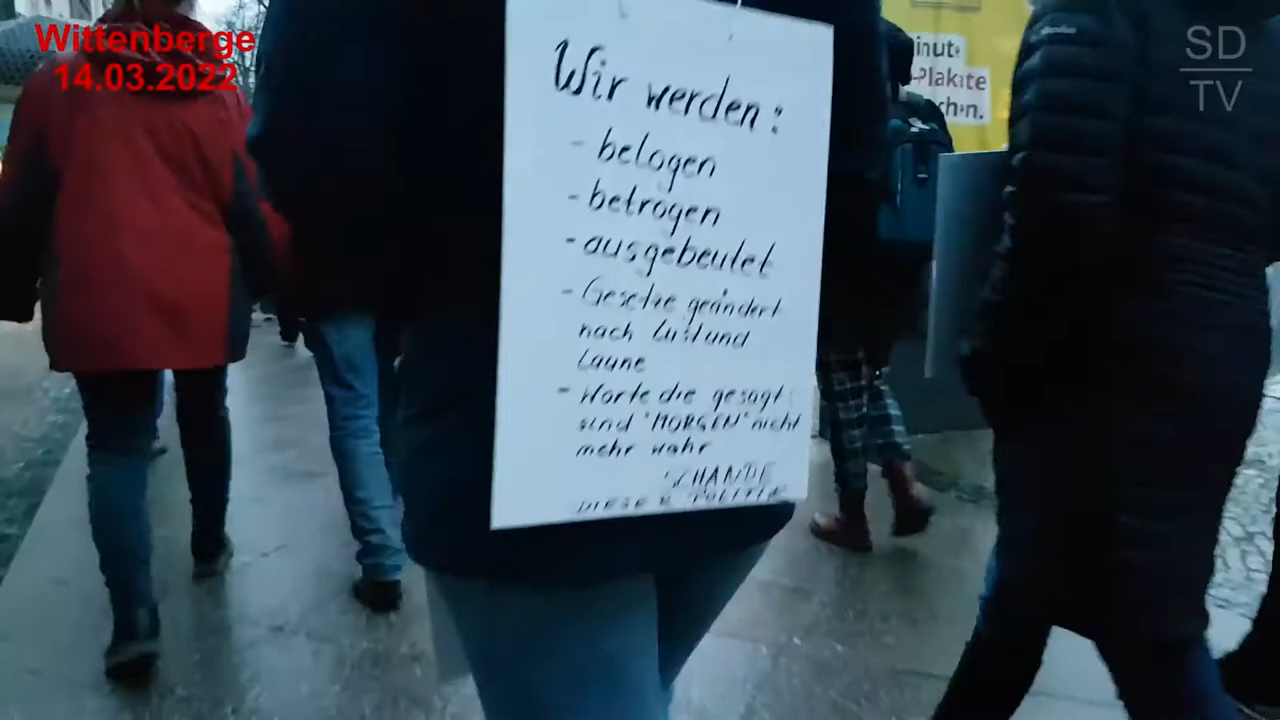 Wittenberge
14.03.2022
SD
TV
Wir werden:
- belogen
- betrogen
- ausgebeutet
- Gesetze geändert
nach Lust und
Laune
- Worte die gesagt
sind "MORGEN" nicht
mehr wahr
SCHANDE
DIESER POLITIK
Plakate